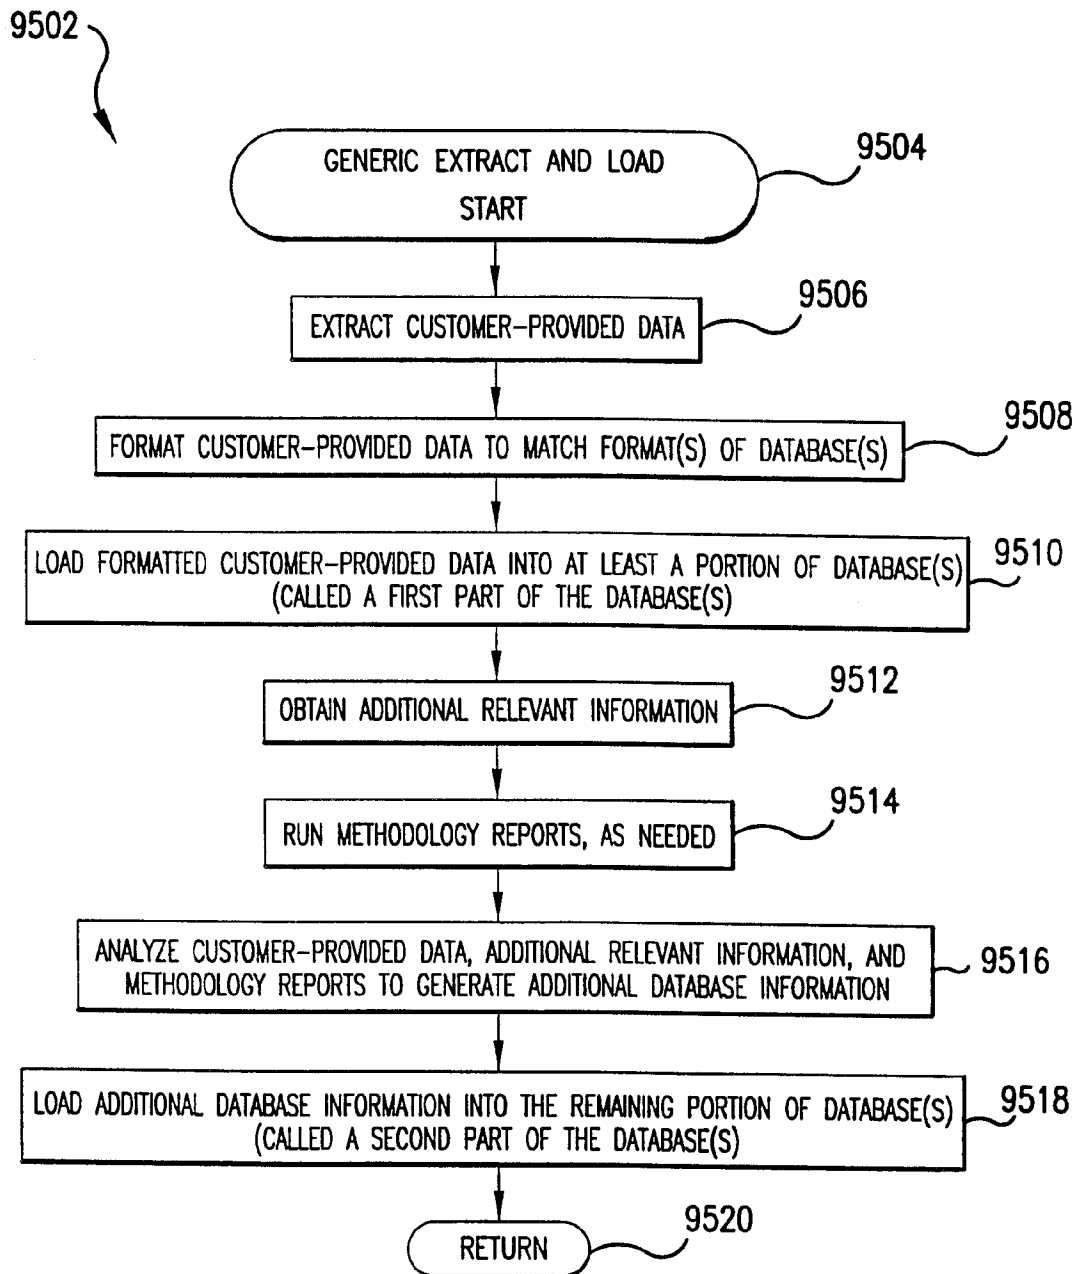 9502
GENERIC EXTRACT AND LOAD
START
9504
EXTRACT CUSTOMER-PROVIDED DATA
9506
FORMAT CUSTOMER-PROVIDED DATA TO MATCH FORMAT(S) OF DATABASE(S)
9508
LOAD FORMATTED CUSTOMER-PROVIDED DATA INTO AT LEAST A PORTION OF DATABASE(S)
(CALLED A FIRST PART OF THE DATABASE(S)
9510
OBTAIN ADDITIONAL RELEVANT INFORMATION
9512
RUN METHODOLOGY REPORTS, AS NEEDED
9514
ANALYZE CUSTOMER-PROVIDED DATA, ADDITIONAL RELEVANT INFORMATION, AND
METHODOLOGY REPORTS TO GENERATE ADDITIONAL DATABASE INFORMATION
9516
LOAD ADDITIONAL DATABASE INFORMATION INTO THE REMAINING PORTION OF DATABASE(S)
(CALLED A SECOND PART OF THE DATABASE(S)
9518
RETURN
9520